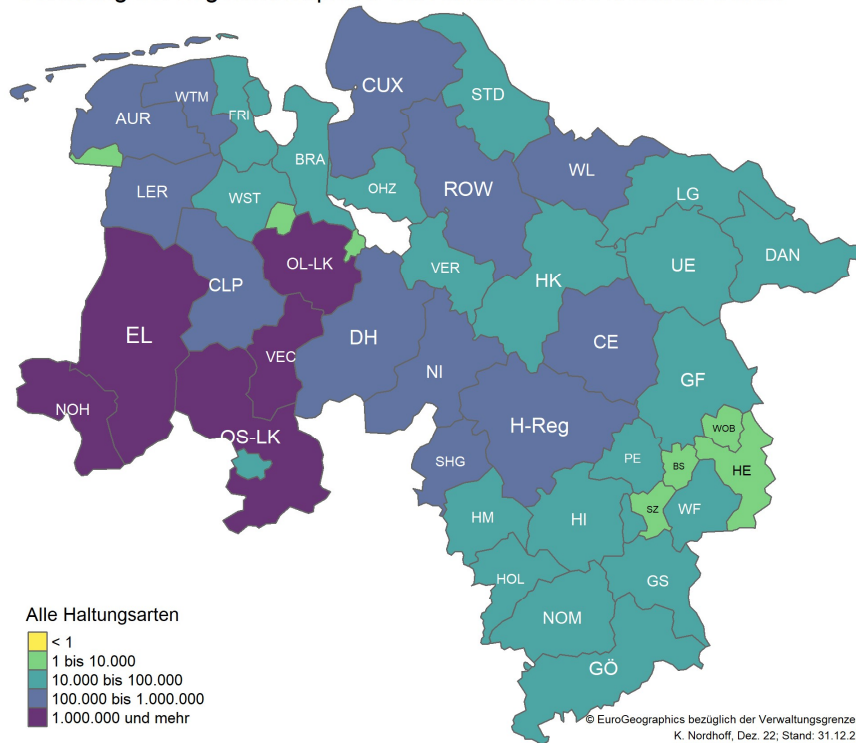 CUX
STD
WTM
AUR
FRI
BRA
WL
LER
WST
OHZ
ROW
LG
OL-LK
VER
UE
DAN
CLP
HK
EL
DH
CE
VEC
NI
GF
NOH
OS-LK
H-Reg
WOB
SHG
PE
BS
HE
HM
HI
SZ
WF
HOL
GS
NOM
GÖ
Alle Haltungsarten
< 1
1 bis 10.000
10.000 bis 100.000
100.000 bis 1.000.000
1.000.000 und mehr
© EuroGeographics bezüglich der Verwaltungsgrenze
K. Nordhoff, Dez. 22; Stand: 31.12.2